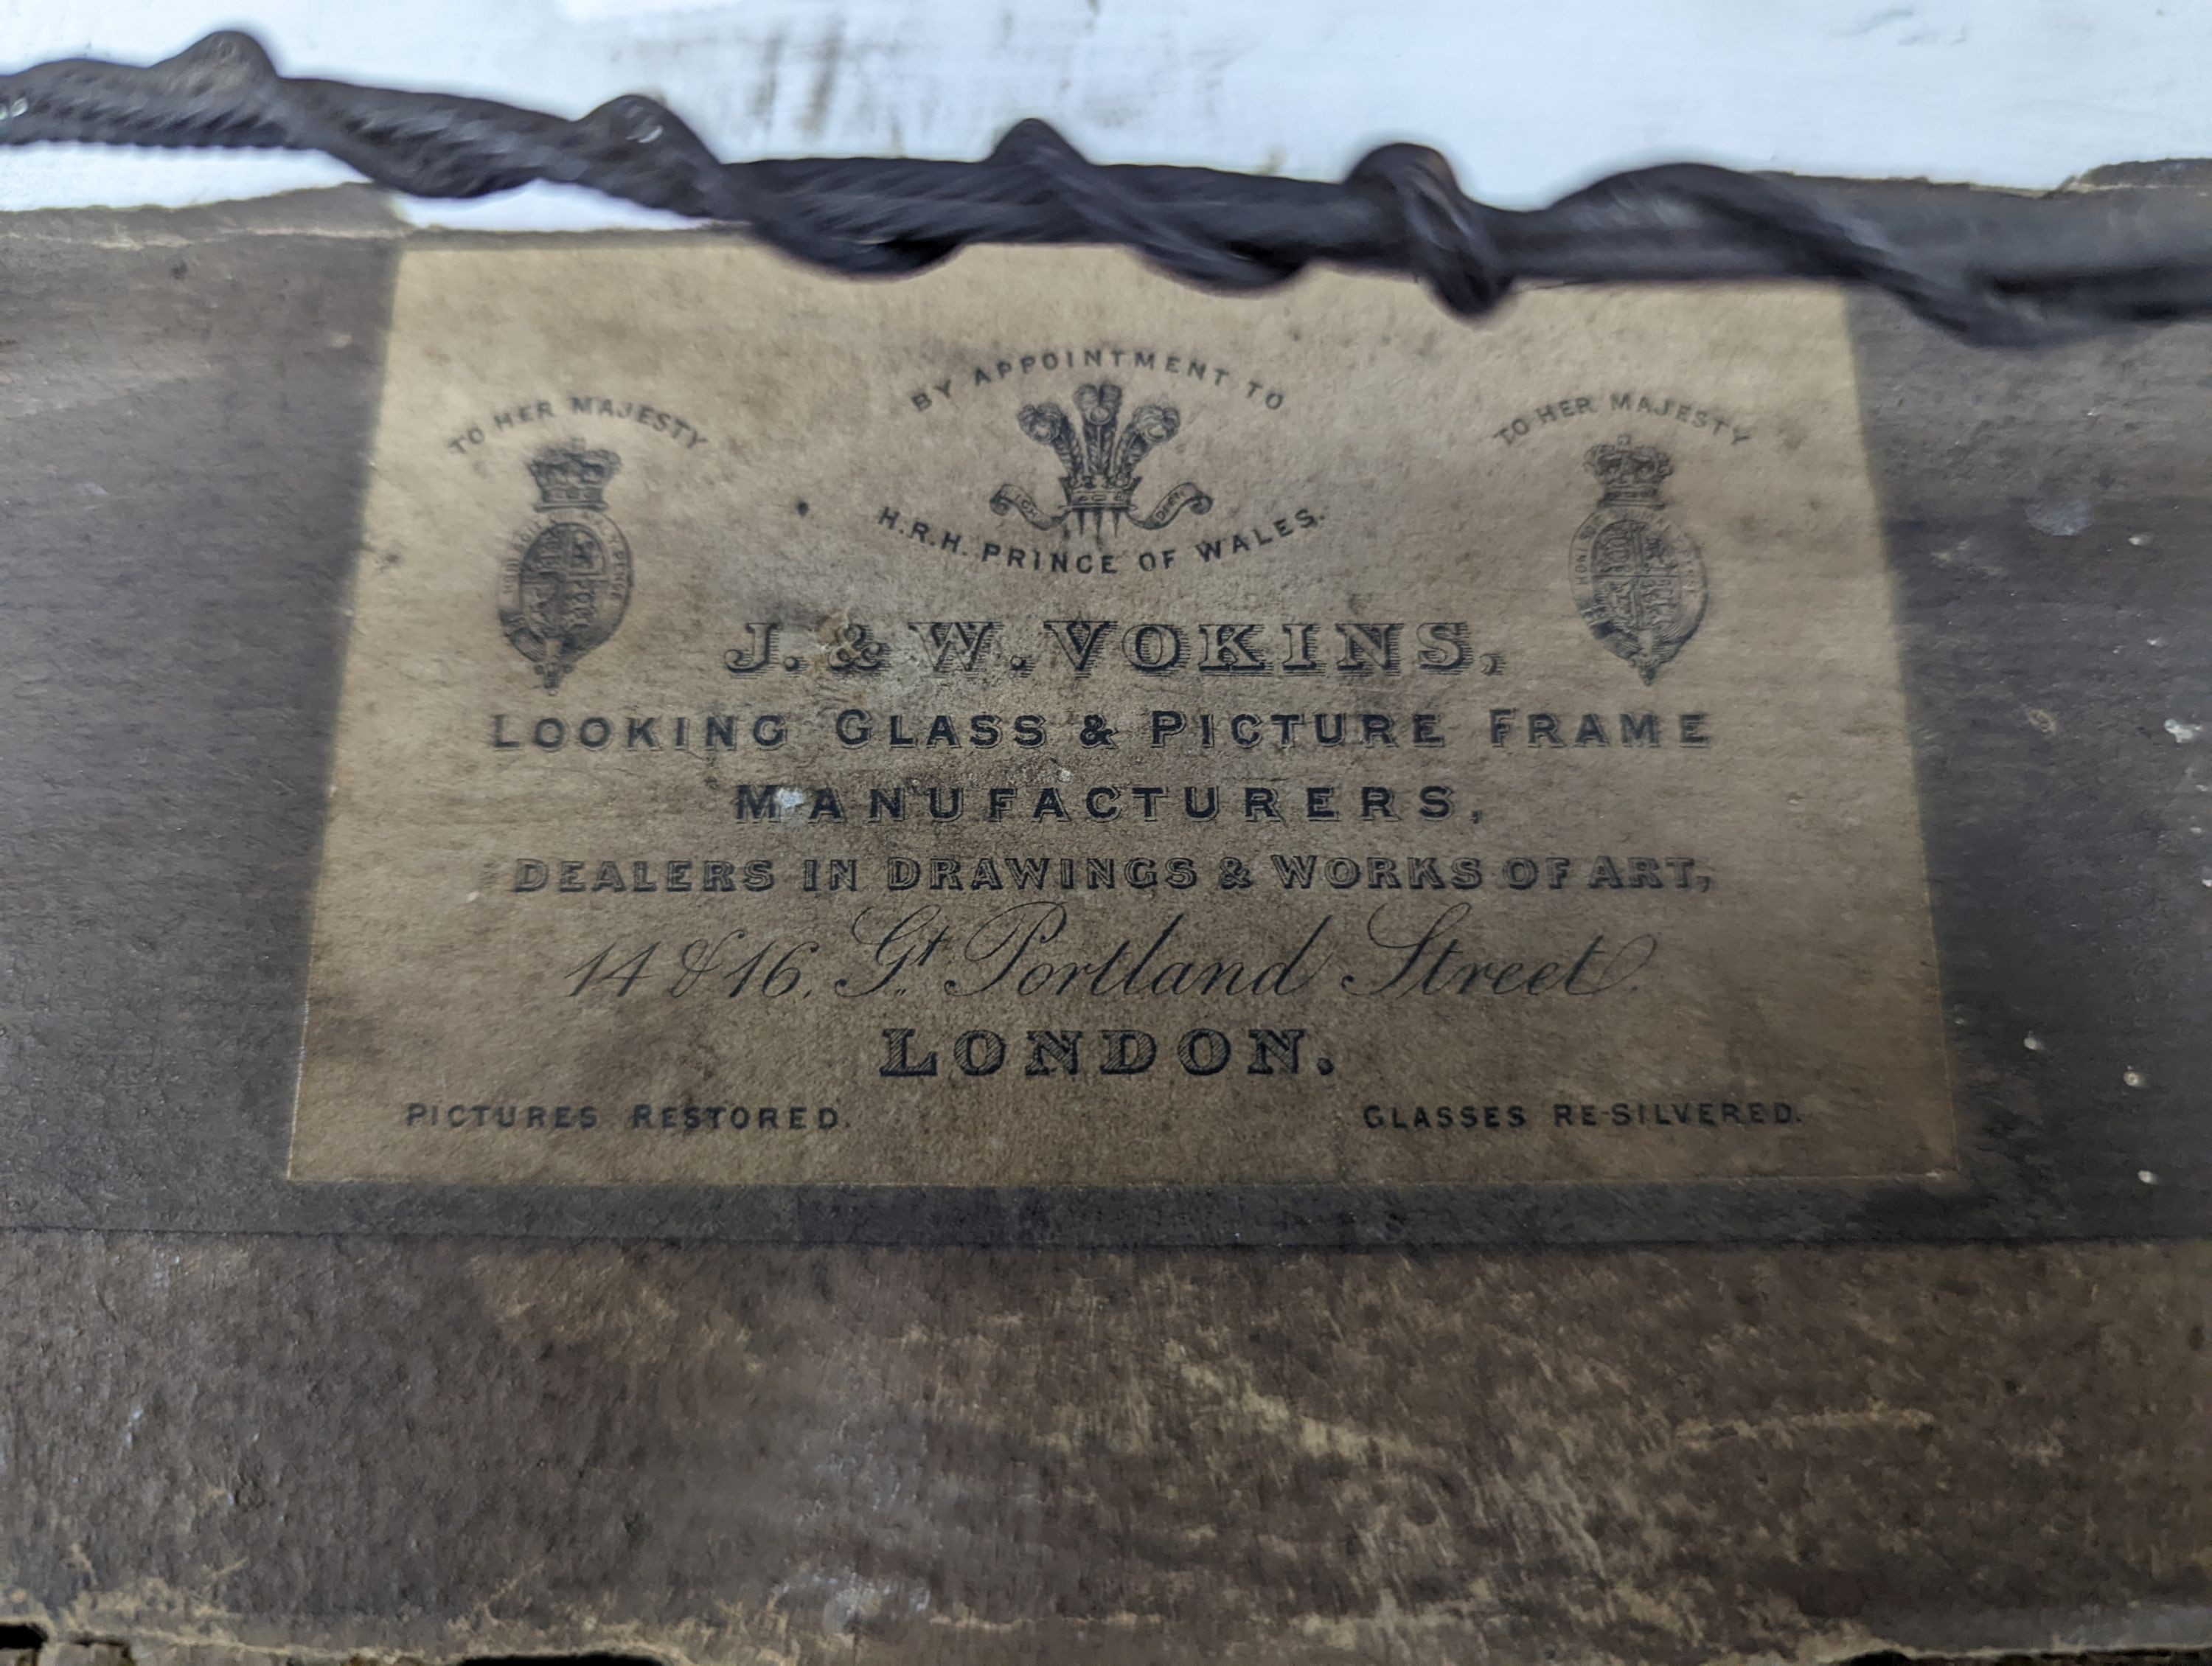 BY APPOINTMENT TO
H.R.H. PRINCE OF WALES.
TO HER MAJESTY
TO HER MAJESTY
J. & W. VOKINS,
LOOKING GLASS & PICTURE FRAME
MANUFACTURERS,
DEALERS IN DRAWINGS & WORKS OF ART,
14 & 16, Gt. Portland Street.
LONDON.
PICTURES RESTORED.
GLASSES RE-SILVERED.